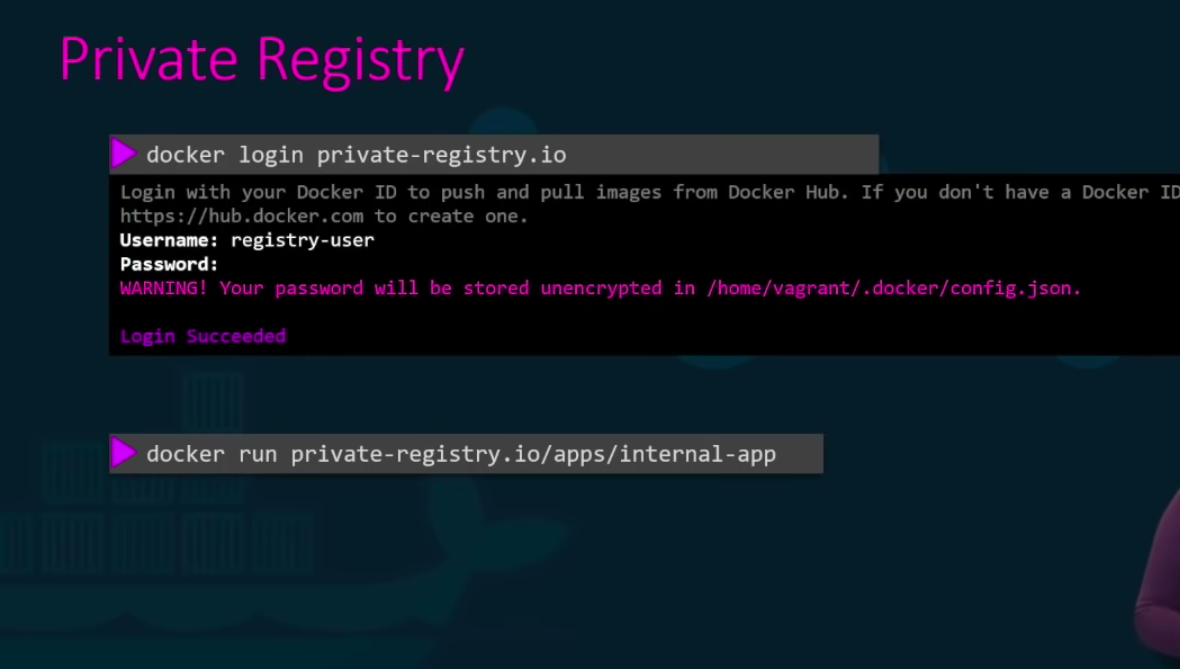 Private Registry
docker login private-registry.io
Login with your Docker ID to push and pull images from Docker Hub. If you don't have a Docker ID
https://hub.docker.com to create one.
Username: registry-user
Password:
WARNING! Your password will be stored unencrypted in /home/vagrant/.docker/config.json.
Login Succeeded
docker run private-registry.io/apps/internal-app